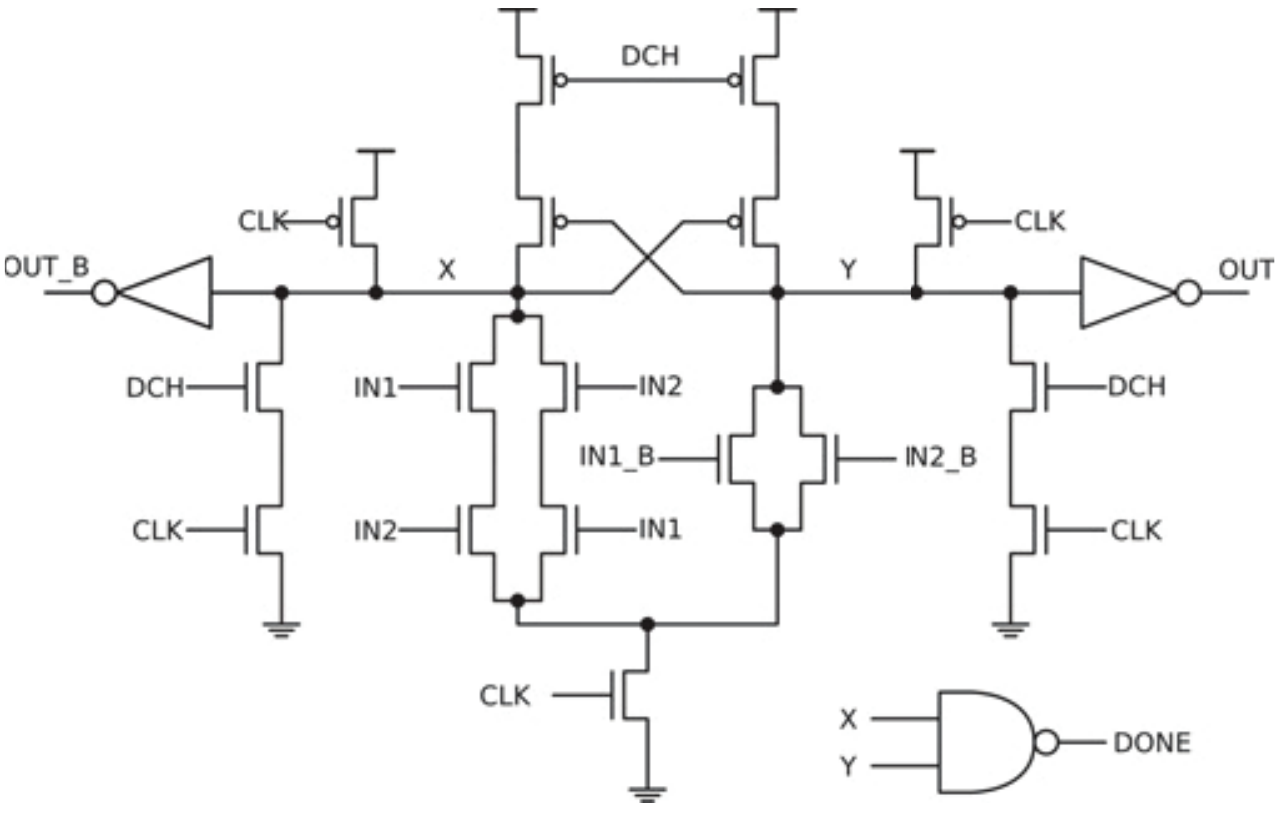 DCH
CLK
CLK
OUT_B
X
Y
OUT
DCH
IN1
IN2
DCH
IN1_B
IN2_B
CLK
IN2
IN1
CLK
CLK
X
Y
DONE